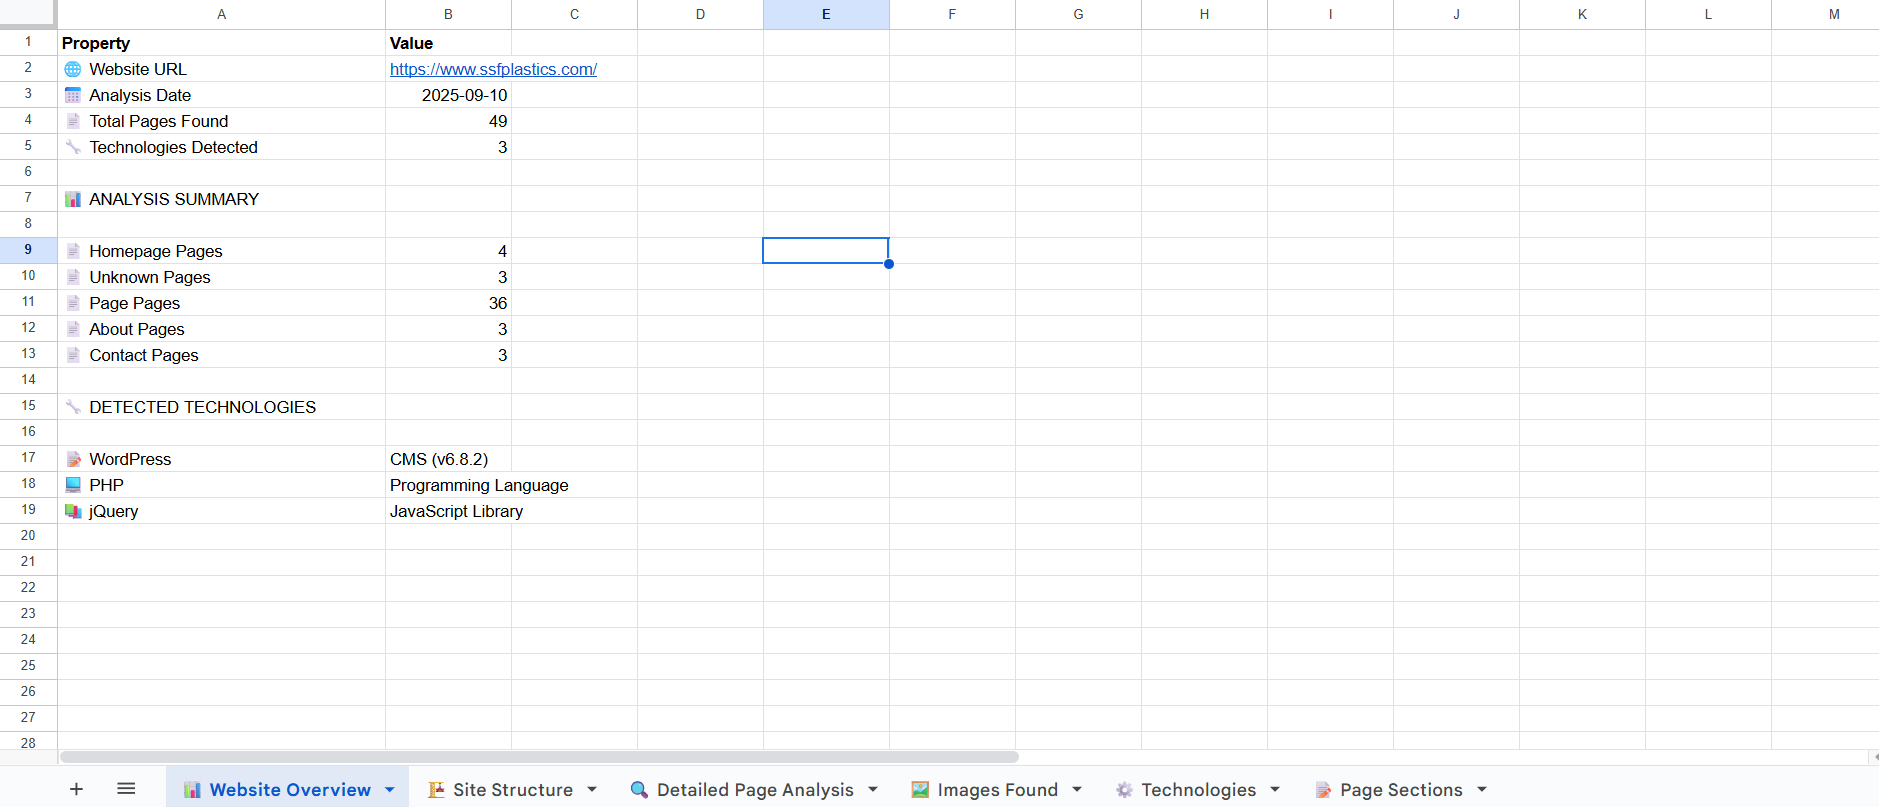 A B C D E F G H I J K L M
1 Property Value
2 Website URL https://www.ssfplastics.com/
3 Analysis Date 2025-09-10
4 Total Pages Found 49
5 Technologies Detected 3
6
7 ANALYSIS SUMMARY
8
9 Homepage Pages 4
10 Unknown Pages 3
11 Page Pages 36
12 About Pages 3
13 Contact Pages 3
14
15 DETECTED TECHNOLOGIES
16
17 WordPress CMS (v6.8.2)
18 PHP Programming Language
19 jQuery JavaScript Library
20
21
22
23
24
25
26
27
28
Website Overview Site Structure Detailed Page Analysis Images Found Technologies Page Sections